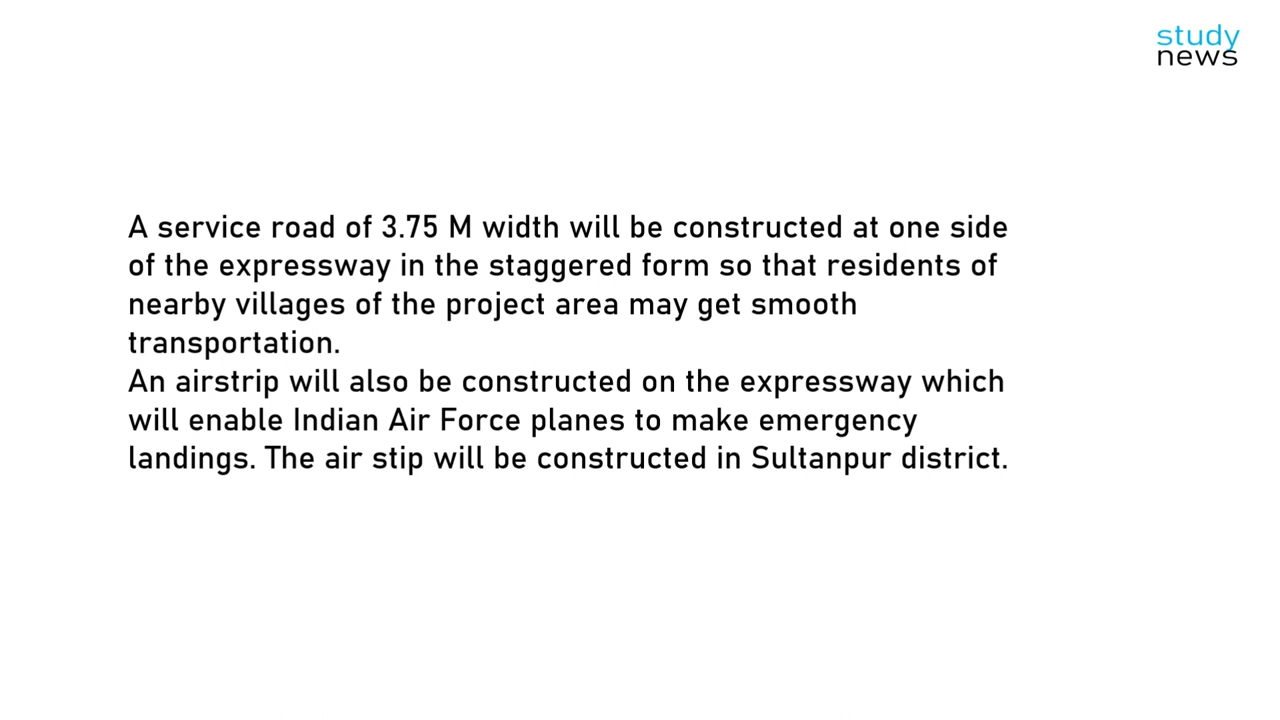 study
news
A service road of 3.75 M width will be constructed at one side
of the expressway in the staggered form so that residents of
nearby villages of the project area may get smooth
transportation.
An airstrip will also be constructed on the expressway which
will enable Indian Air Force planes to make emergency
landings. The air stip will be constructed in Sultanpur district.